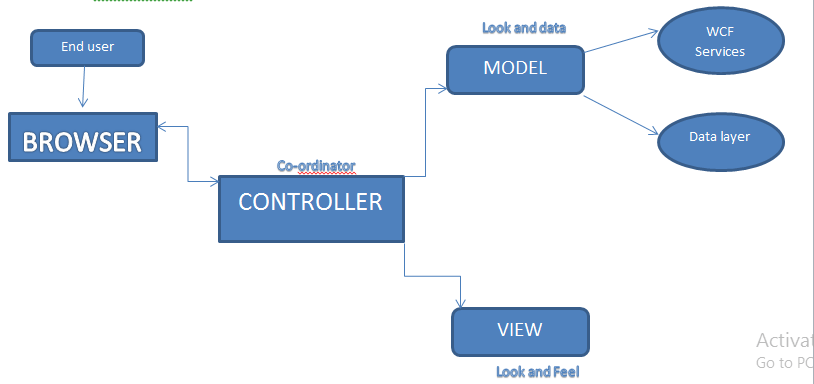 Look and data
WCF
Services
End user
MODEL
BROWSER
Data layer
Co-ordinator
CONTROLLER
VIEW
Look and Feel
Activat
Go to PC